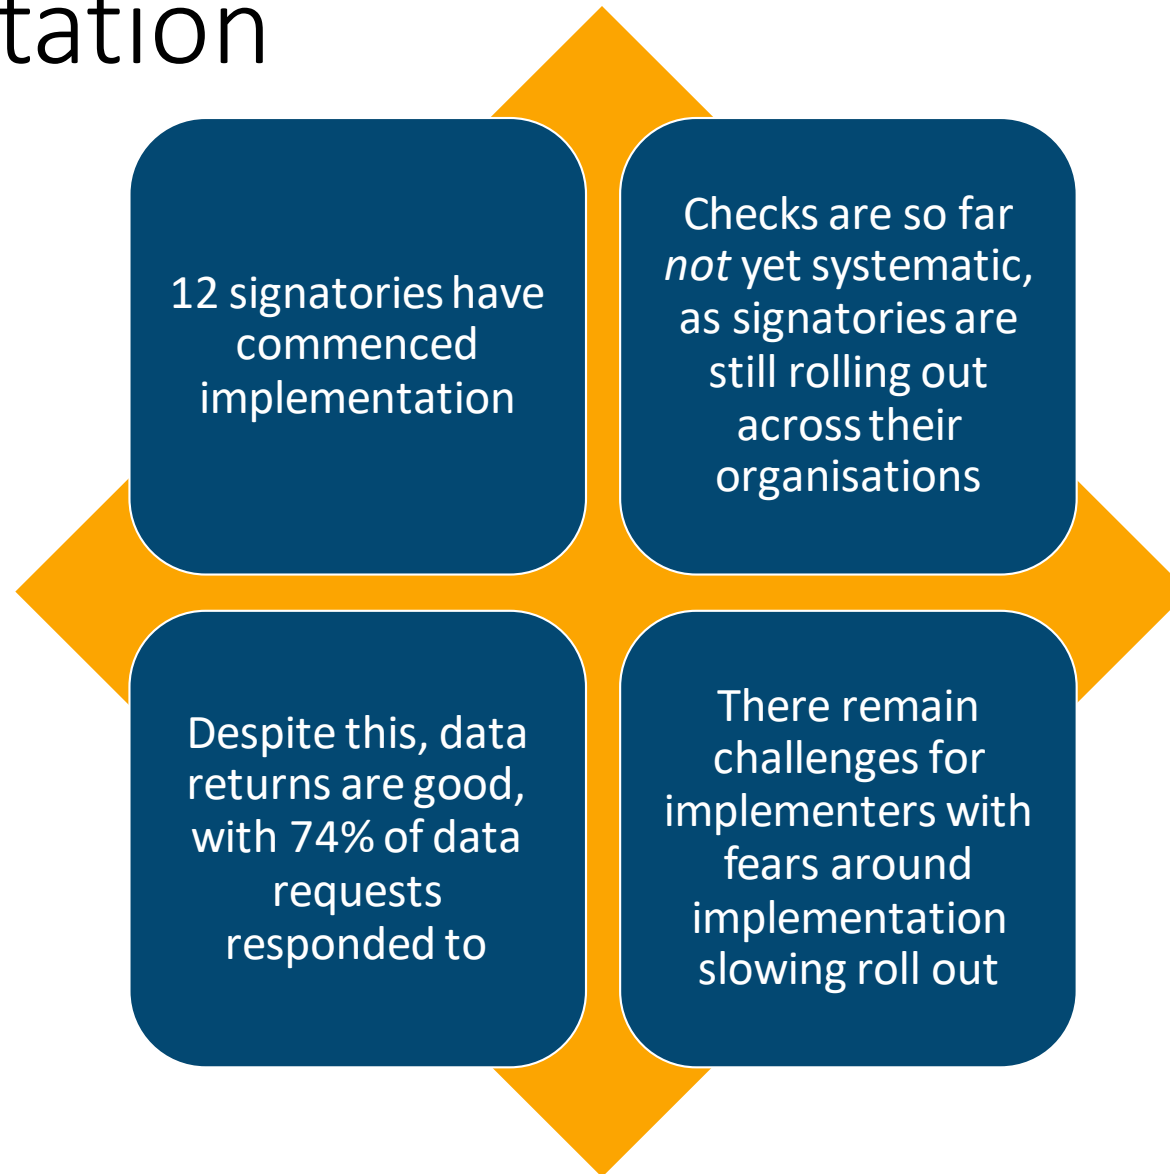 tation
12 signatories have
commenced
implementation
Checks are so far
not yet systematic,
as signatories are
still rolling out
across their
organisations
Despite this, data
returns are good,
with 74% of data
requests
responded to
There remain
challenges for
implementers with
fears around
implementation
slowing roll out